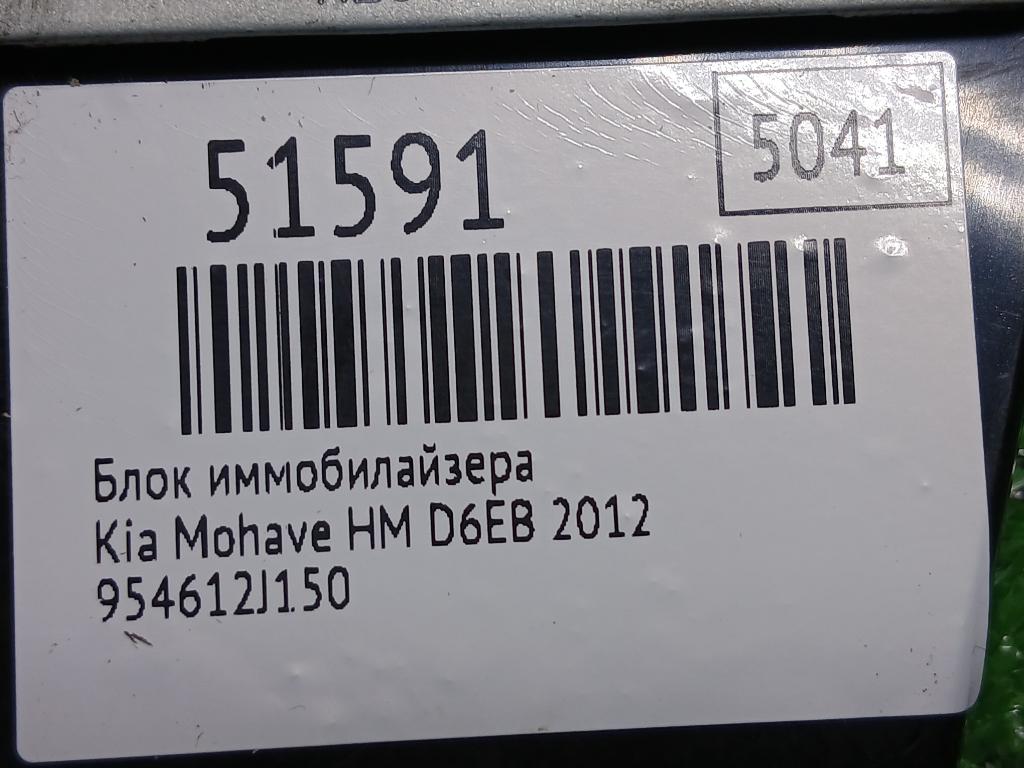 51591
5041
Блок иммобилайзера
Kia Mohave HM D6EB 2012
954612J150